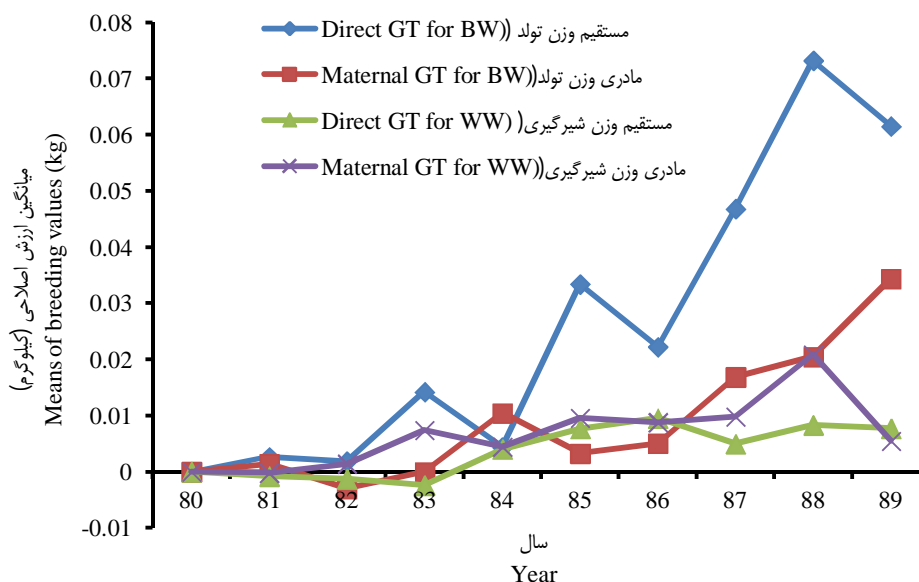 0.08
0.07
0.06
0.05
0.04
0.03
0.02
0.01
0
-0.01
میانگین ارزش اصلاحی (کیلوگرم)
Means of breeding values (kg)
Direct GT for BW)) مستقیم وزن تولد
Maternal GT for BW))مادری وزن تولد
Direct GT for WW) )مستقیم وزن شیرگیری
Maternal GT for WW))مادری وزن شیرگیری
80 81 82 83 84 85 86 87 88 89
سال
Year